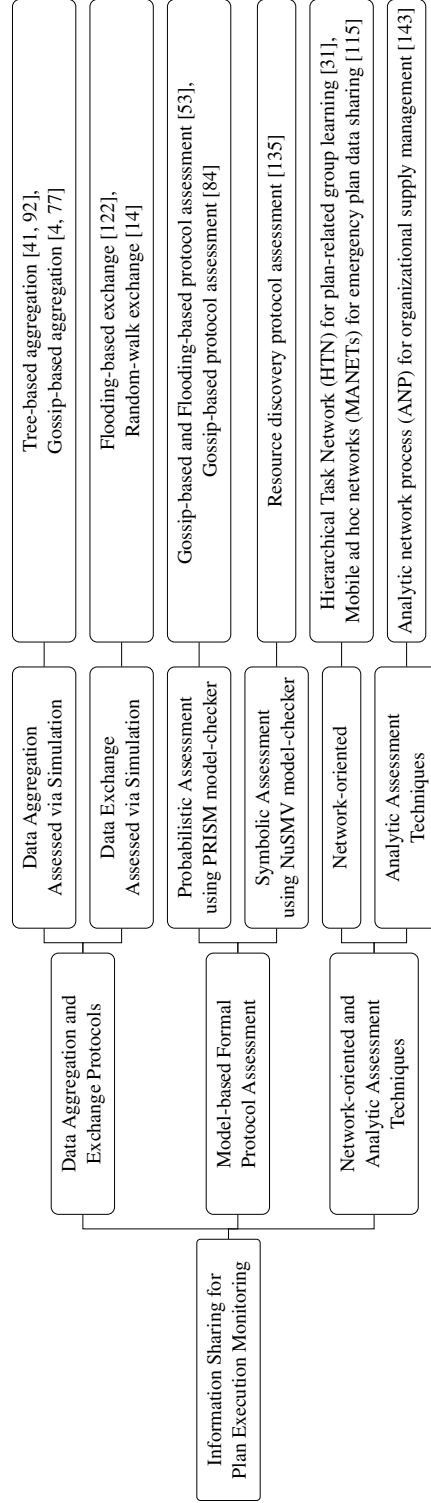 Information Sharing for
Plan Execution Monitoring
Data Aggregation and
Exchange Protocols
Data Aggregation
Assessed via Simulation
Tree-based aggregation [41, 92],
Gossip-based aggregation [4, 77]
Data Exchange
Assessed via Simulation
Flooding-based exchange [122],
Random-walk exchange [14]
Model-based Formal
Protocol Assessment
Probabilistic Assessment
using PRISM model-checker
Gossip-based and Flooding-based protocol assessment [53],
Gossip-based protocol assessment [84]
Symbolic Assessment
using NuSMV model-checker
Resource discovery protocol assessment [135]
Network-oriented and
Analytic Assessment
Techniques
Network-oriented
Hierarchical Task Network (HTN) for plan-related group learning [31],
Mobile ad hoc networks (MANETs) for emergency plan data sharing [115]
Analytic Assessment
Techniques
Analytic network process (ANP) for organizational supply management [143]